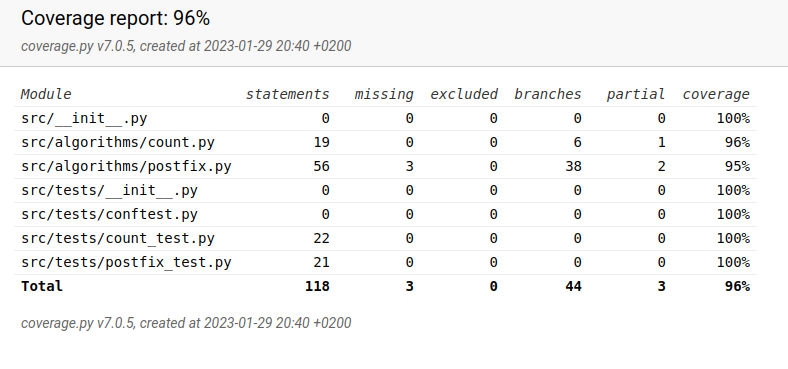 Coverage report: 96%
coverage.py v7.0.5, created at 2023-01-29 20:40 +0200
Module statements missing excluded branches partial coverage
src/__init__.py 0 0 0 0 0 100%
src/algorithms/count.py 19 0 0 6 1 96%
src/algorithms/postfix.py 56 3 0 38 2 95%
src/tests/__init__.py 0 0 0 0 0 100%
src/tests/conftest.py 0 0 0 0 0 100%
src/tests/count_test.py 22 0 0 0 0 100%
src/tests/postfix_test.py 21 0 0 0 0 100%
Total 118 3 0 44 3 96%
coverage.py v7.0.5, created at 2023-01-29 20:40 +0200